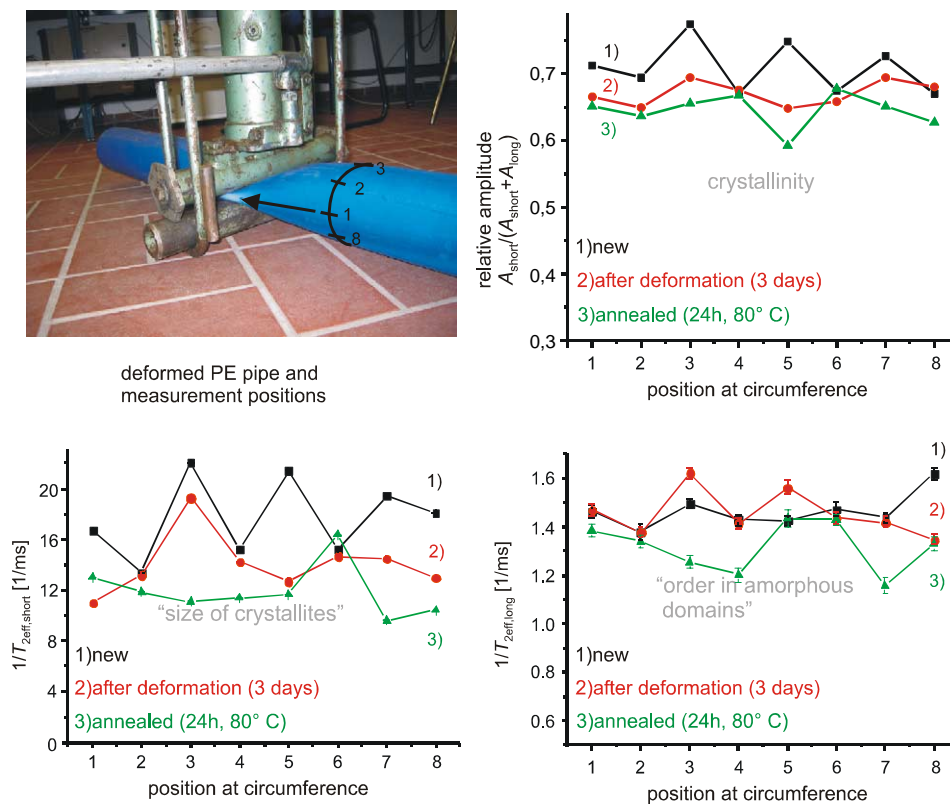 3
2
1
8
deformed PE pipe and
measurement positions
relative amplitude
A_short/(A_short+A_long)
0,7
0,6
0,5
0,4
0,3
1)
2)
3)
crystallinity
1)new
2)after deformation (3 days)
3)annealed (24h, 80° C)
1 2 3 4 5 6 7 8
position at circumference
1/T_2eff,short [1/ms]
20
16
12
8
4
0
1)
2)
3)
"size of crystallites"
1)new
2)after deformation (3 days)
3)annealed (24h, 80° C)
1 2 3 4 5 6 7 8
position at circumference
1/T_2eff,long [1/ms]
1.6
1.4
1.2
1.0
0.8
0.6
1)
2)
3)
"order in amorphous
domains"
1)new
2)after deformation (3 days)
3)annealed (24h, 80° C)
1 2 3 4 5 6 7 8
position at circumference